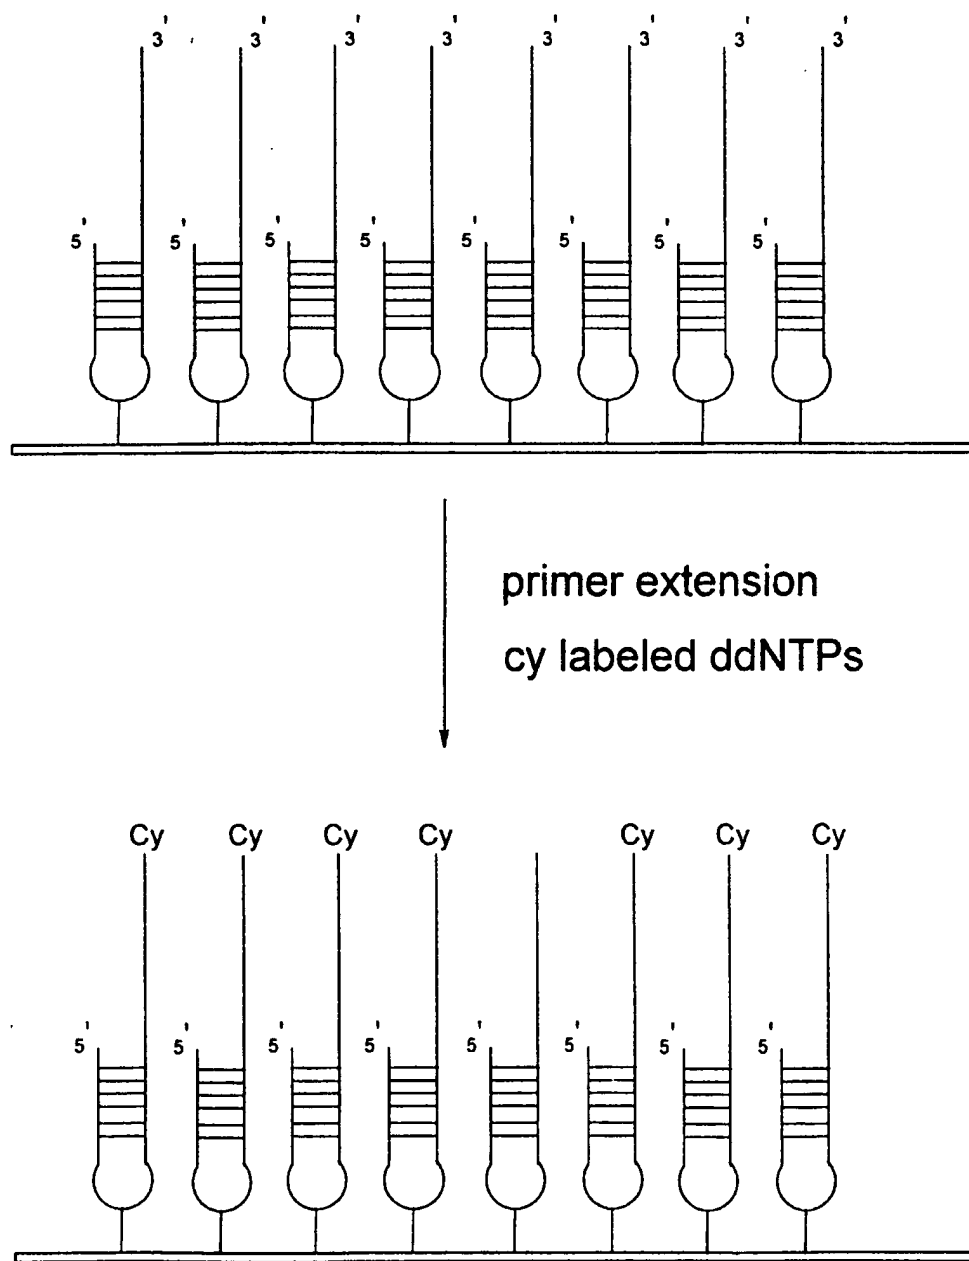 3' 3' 3' 3' 3' 3' 3' 3'
5' 5' 5' 5' 5' 5' 5' 5'
primer extension
cy labeled ddNTPs
Cy Cy Cy Cy Cy Cy Cy
5' 5' 5' 5' 5' 5' 5' 5'